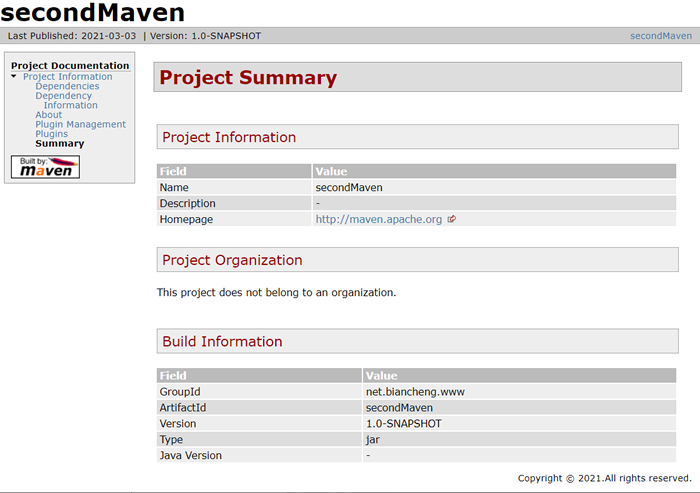 secondMaven
Last Published: 2021-03-03 | Version: 1.0-SNAPSHOT secondMaven
Project Documentation
Project Information
Dependencies
Dependency
Information
About
Plugin Management
Plugins
Summary
Built by:
maven
Project Summary
Project Information
Field Value
Name secondMaven
Description -
Homepage http://maven.apache.org
Project Organization
This project does not belong to an organization.
Build Information
Field Value
GroupId net.biancheng.www
ArtifactId secondMaven
Version 1.0-SNAPSHOT
Type jar
Java Version -
Copyright © 2021.All rights reserved.